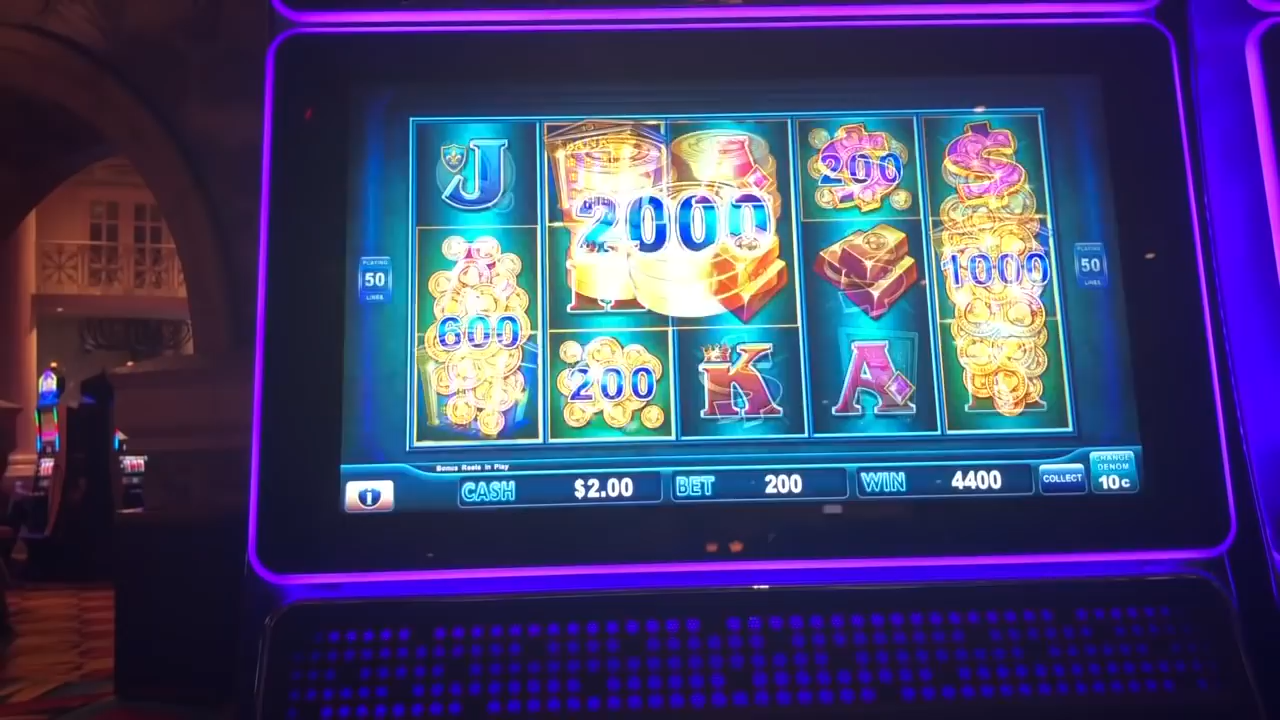 J
BANK
2000
200
$
PLAYING
50
LINES
600
1000
PLAYING
50
LINES
200
K
A
Bonus Reels In Play
i
CASH $2.00
BET 200
WIN 4400
COLLECT
CHANGE
DENOM
10c